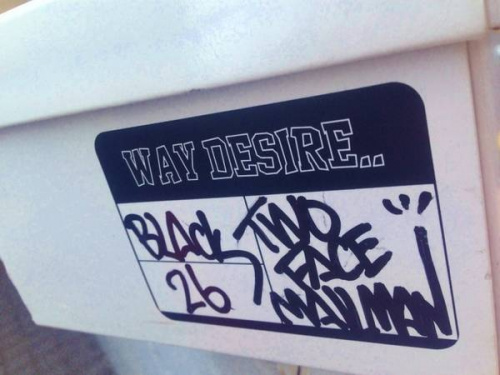 WAY DESIRE..
BLACK
26
TWO
FACE
MAILMAN